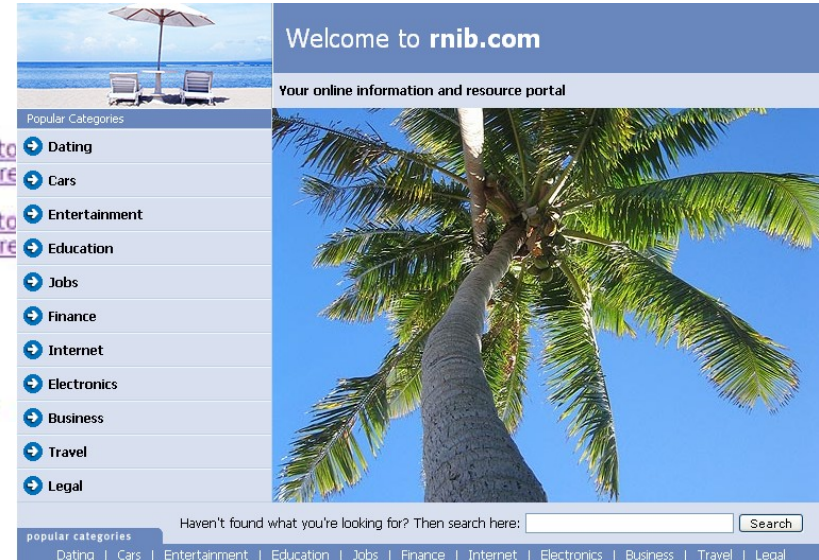 Welcome to rnib.com
Your online information and resource portal
Popular Categories
Dating
Cars
Entertainment
Education
Jobs
Finance
Internet
Electronics
Business
Travel
Legal
Haven't found what you're looking for? Then search here:
Search
popular categories
Dating | Cars | Entertainment | Education | Jobs | Finance | Internet | Electronics | Business | Travel | Legal